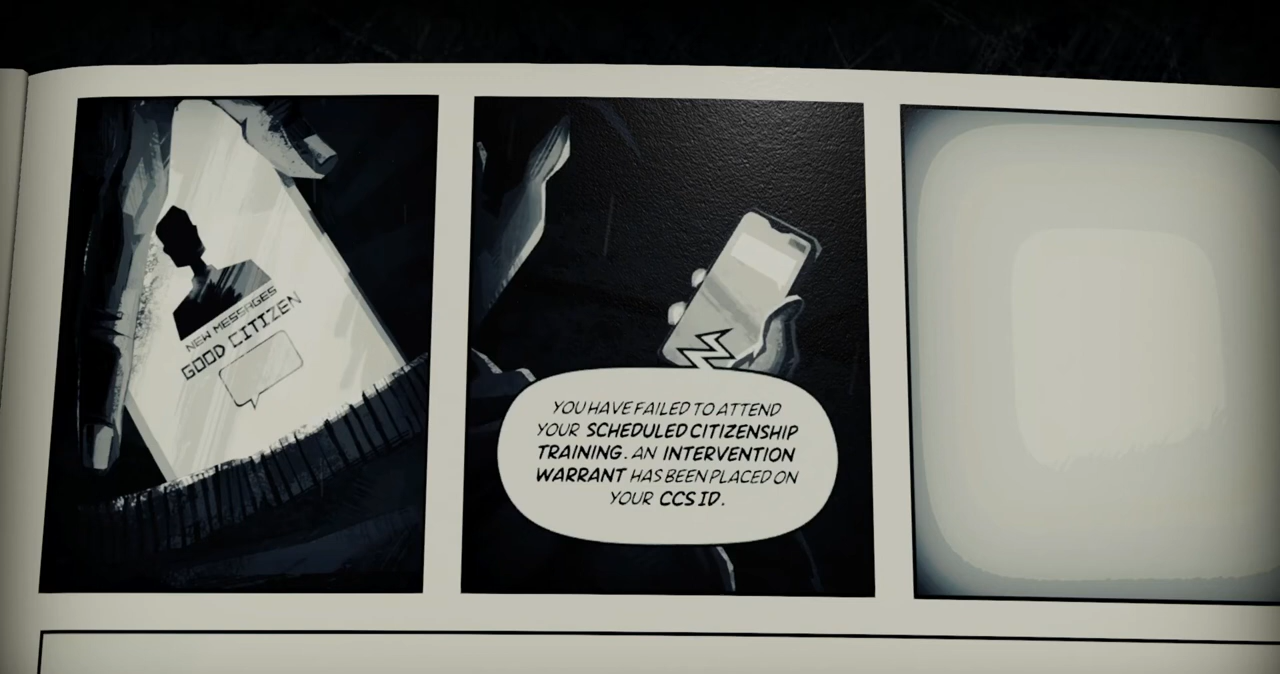 NEW MESSAGES
GOOD CITIZEN
YOU HAVE FAILED TO ATTEND
YOUR SCHEDULED CITIZENSHIP
TRAINING. AN INTERVENTION
WARRANT HAS BEEN PLACED ON
YOUR CCS ID.